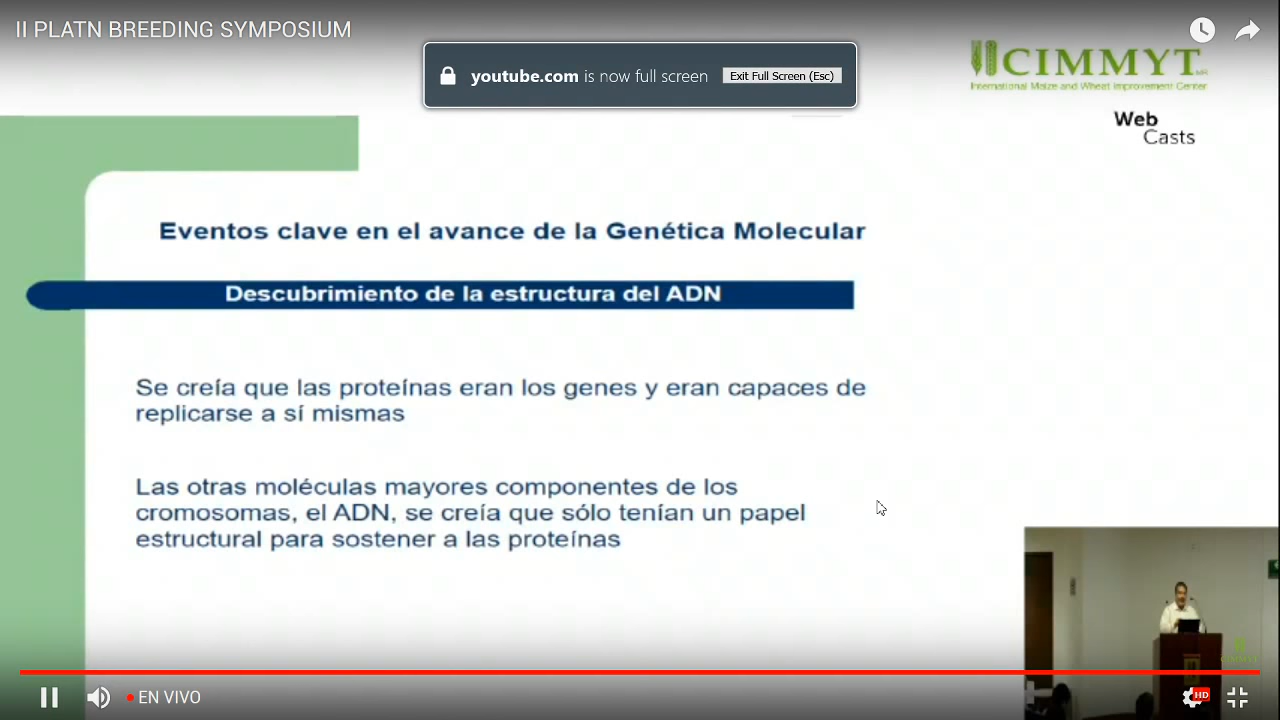 II PLATN BREEDING SYMPOSIUM
youtube.com is now full screen Exit Full Screen (Esc)
CIMMYT MR
International Maize and Wheat Improvement Center
Web
Casts
Eventos clave en el avance de la Genética Molecular
Descubrimiento de la estructura del ADN
Se creía que las proteínas eran los genes y eran capaces de
replicarse a sí mismas
Las otras moléculas mayores componentes de los
cromosomas, el ADN, se creía que sólo tenían un papel
estructural para sostener a las proteínas
CIMMYT
EN VIVO
HD